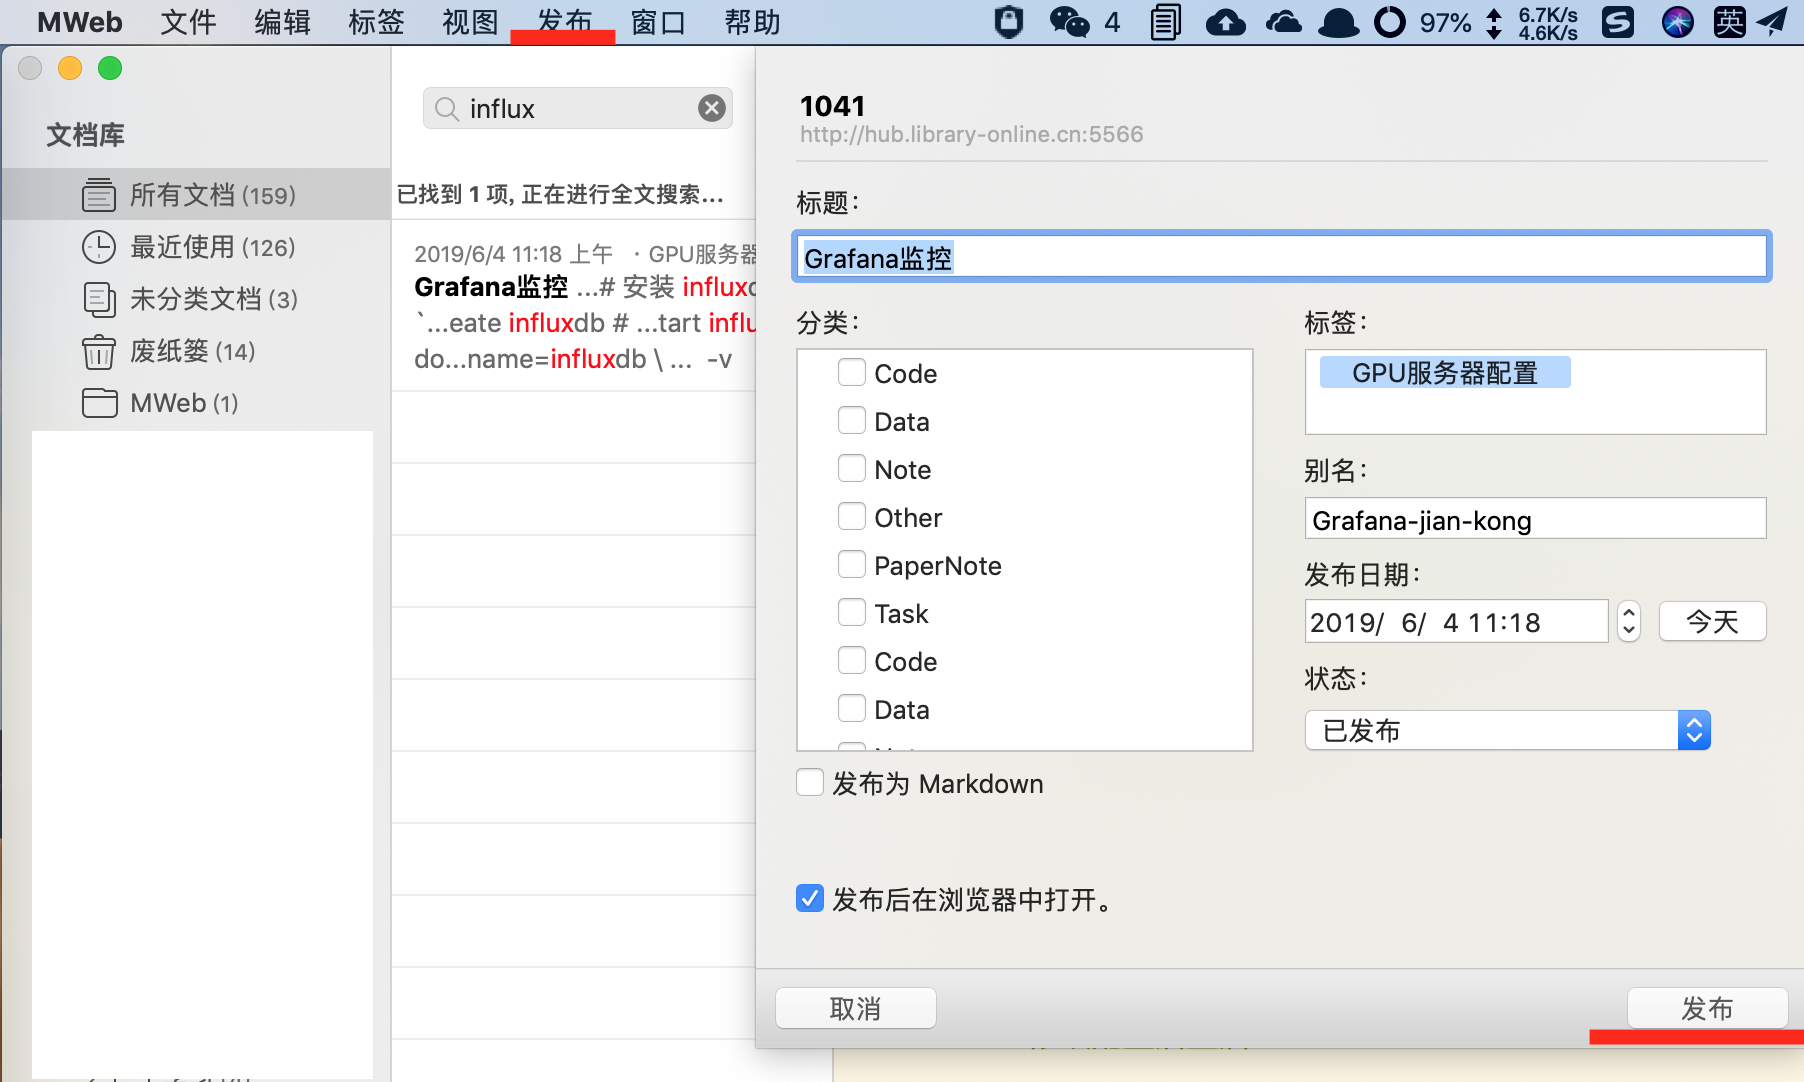 MWeb 文件 编辑 标签 视图 发布 窗口 帮助 4 97% 6.7K/s 4.6K/s S 英
文档库
所有文档 (159)
最近使用 (126)
未分类文档 (3)
废纸篓 (14)
MWeb (1)
influx
已找到 1 项, 正在进行全文搜索...
2019/6/4 11:18 上午 · GPU服务器
Grafana监控 ...# 安装 influxd
`...eate influxdb # ...tart influ
do...name=influxdb \ ... -v
1041
http://hub.library-online.cn:5566
标题：
Grafana监控
分类：
Code
Data
Note
Other
PaperNote
Task
Code
Data
发布为 Markdown
发布后在浏览器中打开。
标签：
GPU服务器配置
别名：
Grafana-jian-kong
发布日期：
2019/ 6/ 4 11:18 今天
状态：
已发布
取消 发布